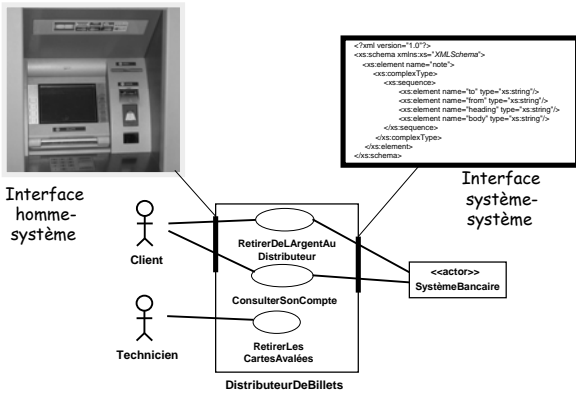 <?xml version="1.0"?>
<xs:schema xmlns:xs="XMLSchema">
<xs:element name="note">
<xs:complexType>
<xs:sequence>
<xs:element name="to" type="xs:string"/>
<xs:element name="from" type="xs:string"/>
<xs:element name="heading" type="xs:string"/>
<xs:element name="body" type="xs:string"/>
</xs:sequence>
</xs:complexType>
</xs:element>
</xs:schema>
Interface
homme-
système
Interface
système-
système
Client
RetirerDeLArgentAu
Distributeur
<<actor>>
SystèmeBancaire
ConsulterSonCompte
Technicien
RetirerLes
CartesAvalées
DistributeurDeBillets